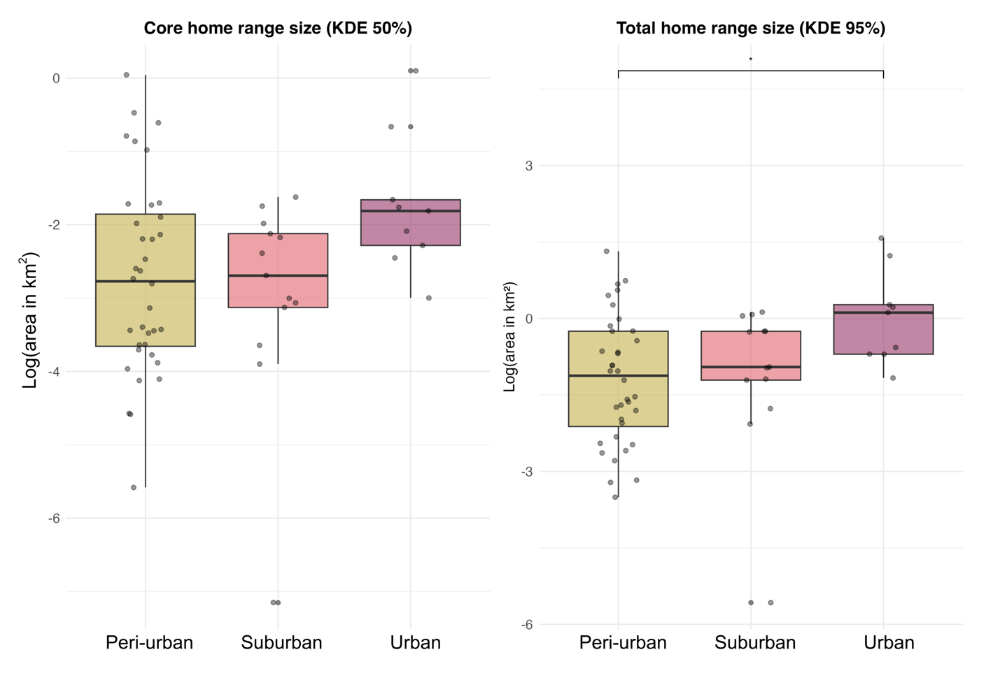 Core home range size (KDE 50%)
Log(area in km²)
0
-2
-4
-6
Peri-urban
Suburban
Urban
Total home range size (KDE 95%)
*
Log(area in km²)
3
0
-3
-6
Peri-urban
Suburban
Urban